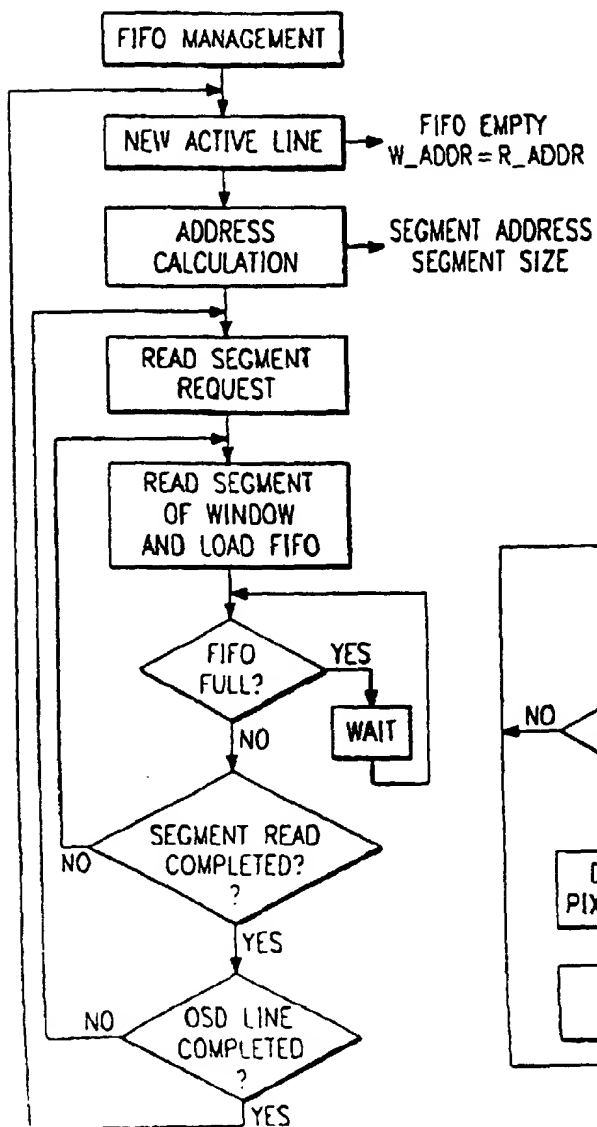 FIFO MANAGEMENT
NEW ACTIVE LINE
FIFO EMPTY
W_ADDR=R_ADDR
ADDRESS
CALCULATION
SEGMENT ADDRESS
SEGMENT SIZE
READ SEGMENT
REQUEST
READ SEGMENT
OF WINDOW
AND LOAD FIFO
FIFO
FULL?
YES
WAIT
NO
SEGMENT READ
COMPLETED?
?
NO
YES
OSD LINE
COMPLETED
?
NO
YES
NO
D
PIX